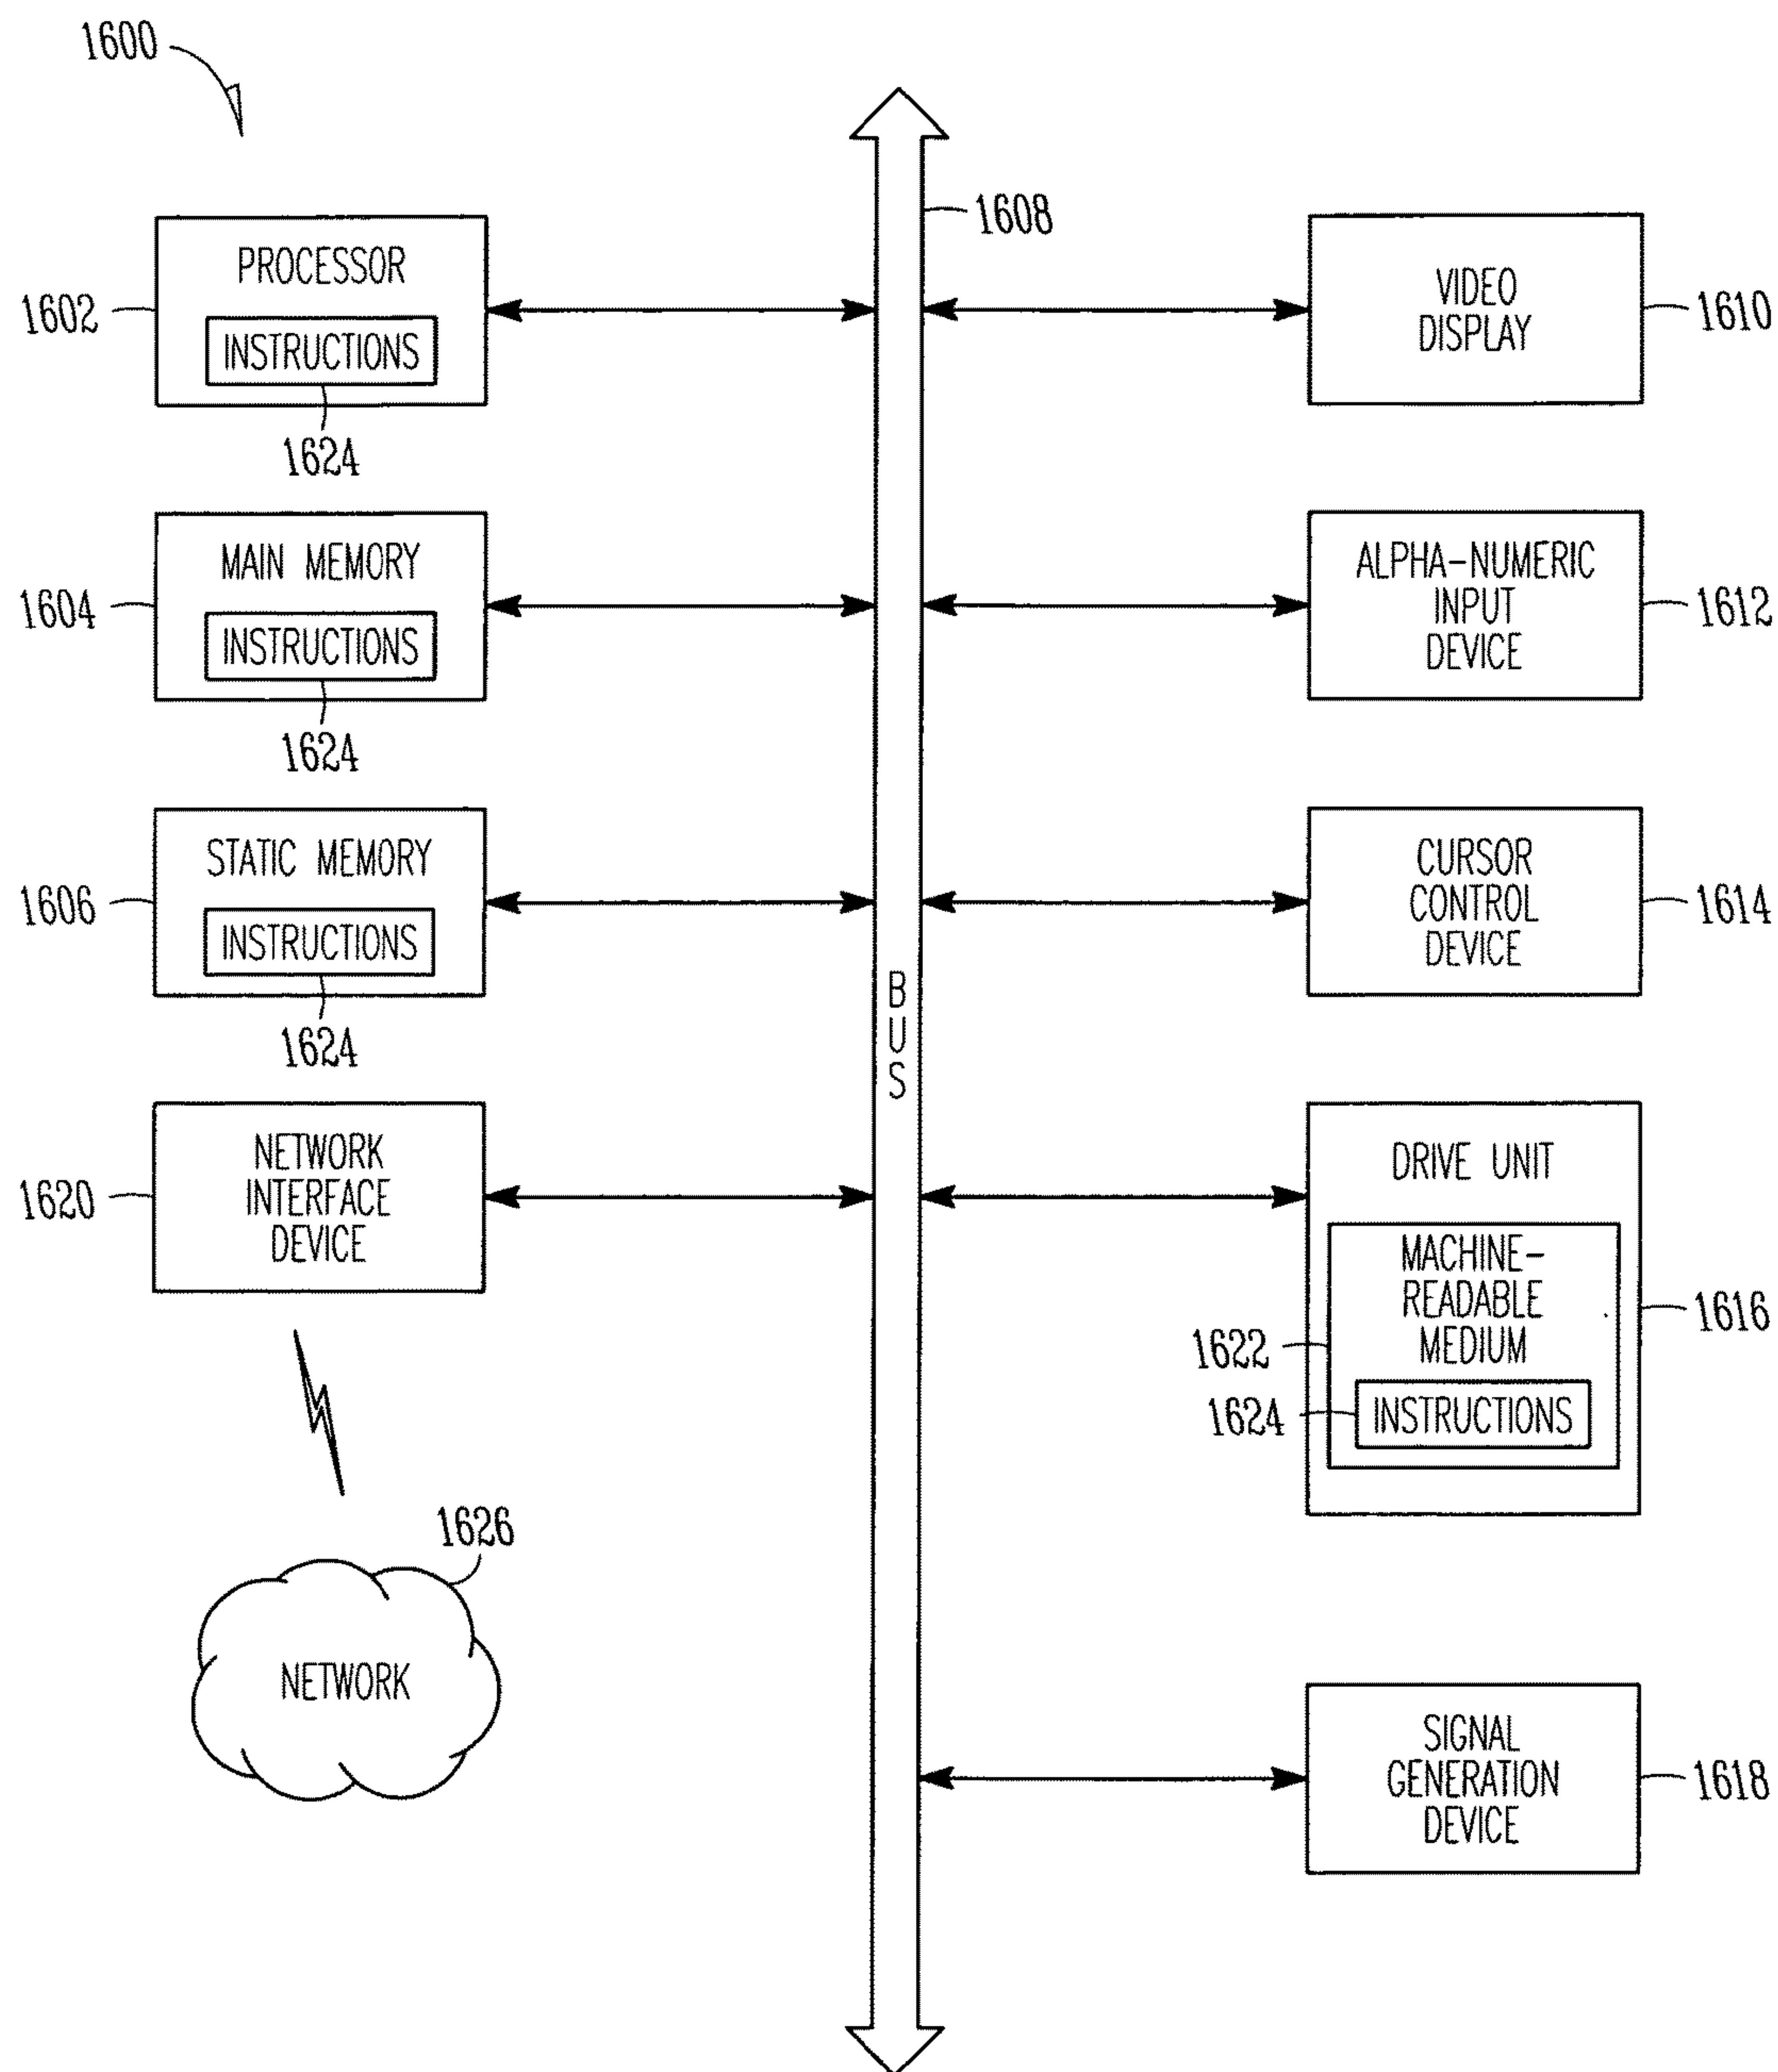 1600
1608
PROCESSOR
INSTRUCTIONS
1602
1624
VIDEO
DISPLAY
1610
MAIN MEMORY
INSTRUCTIONS
1604
1624
ALPHA-NUMERIC
INPUT
DEVICE
1612
STATIC MEMORY
INSTRUCTIONS
1606
1624
CURSOR
CONTROL
DEVICE
1614
B
U
S
NETWORK
INTERFACE
DEVICE
1620
DRIVE UNIT
MACHINE-
READABLE
MEDIUM
INSTRUCTIONS
1616
1622
1624
1626
NETWORK
SIGNAL
GENERATION
DEVICE
1618